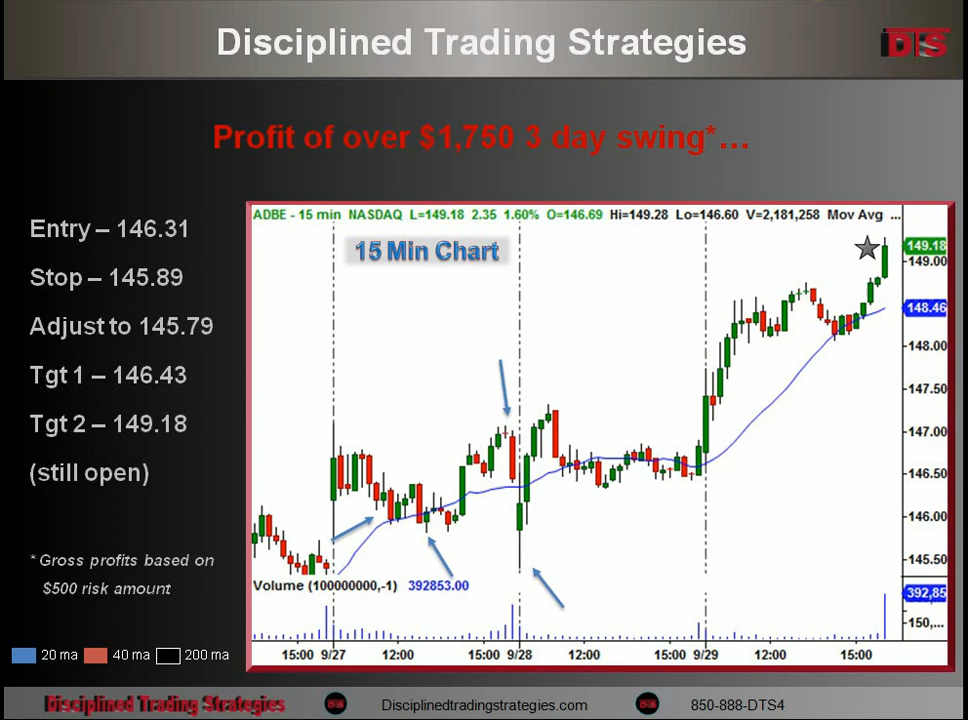 Disciplined Trading Strategies
DTS
Profit of over $1,750 3 day swing*...
Entry – 146.31
Stop – 145.89
Adjust to 145.79
Tgt 1 – 146.43
Tgt 2 – 149.18
(still open)
* Gross profits based on
$500 risk amount
20 ma 40 ma 200 ma
ADBE - 15 min NASDAQ L=149.18 2.35 1.60% O=146.69 Hi=149.28 Lo=146.60 V=2,181,258 Mov Avg ...
15 Min Chart
149.18
149.00
148.46
148.00
147.50
147.00
146.50
146.00
145.50
Volume (100000000,-1) 392853.00
392,85
150,...
15:00 9/27 12:00 15:00 9/28 12:00 15:00 9/29 12:00 15:00
Disciplined Trading Strategies DTS Disciplinedtradingstrategies.com DTS 850-888-DTS4